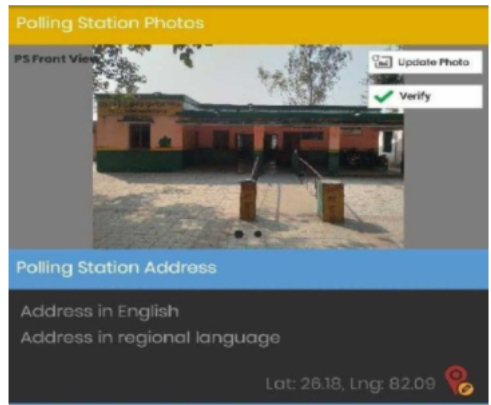 Polling Station Photos
PS Front View
Update Photo
Verify
Polling Station Address
Address in English
Address in regional language
Lat: 26.18, Lng: 82.09